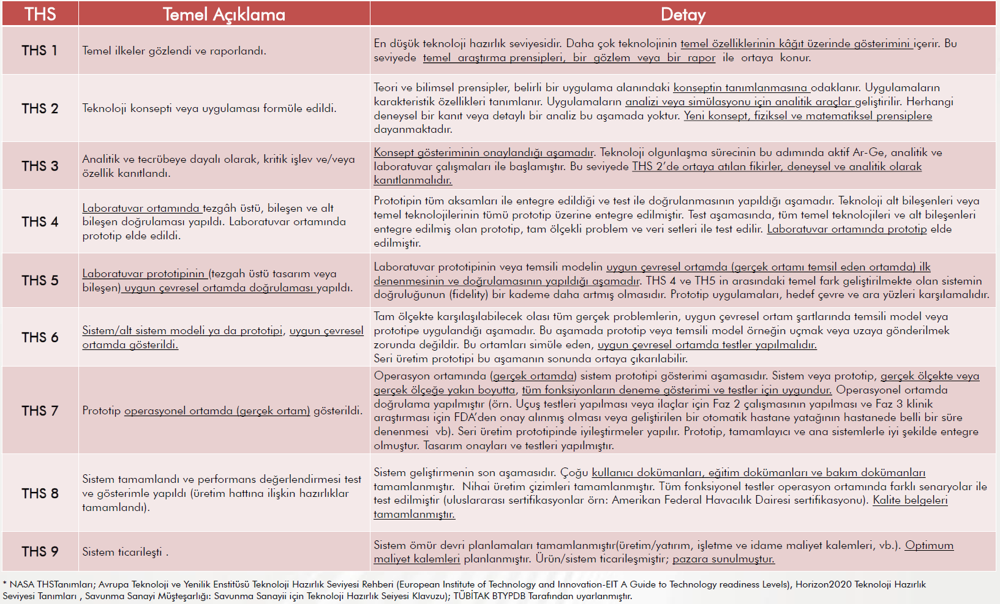 THS
Temel Açıklama
Detay
THS 1
Temel ilkeler gözlendi ve raporlandı.
En düşük teknoloji hazırlık seviyesidir. Daha çok teknolojinin temel özelliklerinin kâğıt üzerinde gösterimini içerir. Bu
seviyede temel araştırma prensipleri, bir gözlem veya bir rapor ile ortaya konur.
THS 2
Teknoloji konsepti veya uygulaması formüle edildi.
Teori ve bilimsel prensipler, belirli bir uygulama alanındaki konseptin tanımlanmasına odaklanır. Uygulamaların
karakteristik özellikleri tanımlanır. Uygulamaların analizi veya simülasyonu için analitik araçlar geliştirilir. Herhangi
deneysel bir kanıt veya detaylı bir analiz bu aşamada yoktur. Yeni konsept, fiziksel ve matematiksel prensiplere
dayanmaktadır.
THS 3
Analitik ve tecrübeye dayalı olarak, kritik işlev ve/veya
özellik kanıtlandı.
Konsept gösteriminin onaylandığı aşamadır. Teknoloji olgunlaşma sürecinin bu adımında aktif Ar-Ge, analitik ve
laboratuvar çalışmaları ile başlamıştır. Bu seviyede THS 2’de ortaya atılan fikirler, deneysel ve analitik olarak
kanıtlanmalıdır.
THS 4
Laboratuvar ortamında tezgâh üstü, bileşen ve alt
bileşen doğrulaması yapıldı. Laboratuvar ortamında
prototip elde edildi.
Prototipin tüm aksamları ile entegre edildiği ve test ile doğrulanmasının yapıldığı aşamadır. Teknoloji alt bileşenleri veya
temel teknolojilerinin tümü prototip üzerine entegre edilmiştir. Test aşamasında, tüm temel teknolojileri ve alt bileşenleri
entegre edilmiş olan prototip, tam ölçekli problem ve veri setleri ile test edilir. Laboratuvar ortamında prototip elde
edilmiştir.
THS 5
Laboratuvar prototipinin (tezgah üstü tasarım veya
bileşen) uygun çevresel ortamda doğrulaması yapıldı.
Laboratuvar prototipinin veya temsili modelin uygun çevresel ortamda (gerçek ortamı temsil eden ortamda) ilk
denenmesinin ve doğrulamasının yapıldığı aşamadır. THS 4 ve TH5 in arasındaki temel fark geliştirilmekte olan sistemin
doğruluğunun (fidelity) bir kademe daha artmış olmasıdır. Prototip uygulamaları, hedef çevre ve ara yüzleri karşılamalıdır.
THS 6
Sistem/alt sistem modeli ya da prototipi, uygun çevresel
ortamda gösterildi.
Tam ölçekte karşılaşılabilecek olası tüm gerçek problemlerin, uygun çevresel ortam şartlarında temsili model veya
prototipe uygulandığı aşamadır. Bu aşamada prototip veya temsili model örneğin uçmak veya uzaya gönderilmek
zorunda değildir. Bu ortamları simüle eden, uygun çevresel ortamda testler yapılmalıdır.
Seri üretim prototipi bu aşamanın sonunda ortaya çıkarılabilir.
THS 7
Prototip operasyonel ortamda (gerçek ortam) gösterildi.
Operasyon ortamında (gerçek ortamda) sistem prototipi gösterimi aşamasıdır. Sistem veya prototip, gerçek ölçekte veya
gerçek ölçeğe yakın boyutta, tüm fonksiyonların deneme gösterimi ve testler için uygundur. Operasyonel ortamda
doğrulama yapılmıştır (örn. Uçuş testleri yapılması veya ilaçlar için Faz 2 çalışmasının yapılması ve Faz 3 klinik
araştırması için FDA’den onay alınmış olması veya geliştirilen bir otomatik hastane yatağının hastanede belli bir süre
denenmesi vb). Seri üretim prototipinde iyileştirmeler yapılır. Prototip, tamamlayıcı ve ana sistemlerle iyi şekilde entegre
olmuştur. Tasarım onayları ve testleri yapılmıştır.
THS 8
Sistem tamamlandı ve performans değerlendirmesi test
ve gösterimle yapıldı (üretim hattına ilişkin hazırlıklar
tamamlandı).
Sistem geliştirmenin son aşamasıdır. Çoğu kullanıcı dokümanları, eğitim dokümanları ve bakım dokümanları
tamamlanmıştır. Nihai üretim çizimleri tamamlanmıştır. Tüm fonksiyonel testler operasyon ortamında farklı senaryolar ile
test edilmiştir (uluslararası sertifikasyonlar örn: Amerikan Federal Havacılık Dairesi sertifikasyonu). Kalite belgeleri
tamamlanmıştır.
THS 9
Sistem ticarileşti .
Sistem ömür devri planlamaları tamamlanmıştır(üretim/yatırım, işletme ve idame maliyet kalemleri, vb.). Optimum
maliyet kalemleri planlanmıştır. Ürün/sistem ticarileşmiştir; pazara sunulmuştur.
* NASA THSTanımları; Avrupa Teknoloji ve Yenilik Enstitüsü Teknoloji Hazırlık Seviyesi Rehberi (European Institute of Technology and Innovation-EIT A Guide to Technology readiness Levels), Horizon2020 Teknoloji Hazırlık
Seviyesi Tanımları , Savunma Sanayi Müşteşarlığı: Savunma Sanayii için Teknoloji Hazırlık Seiyesi Klavuzu); TÜBİTAK BTYPDB Tarafından uyarlanmıştır.